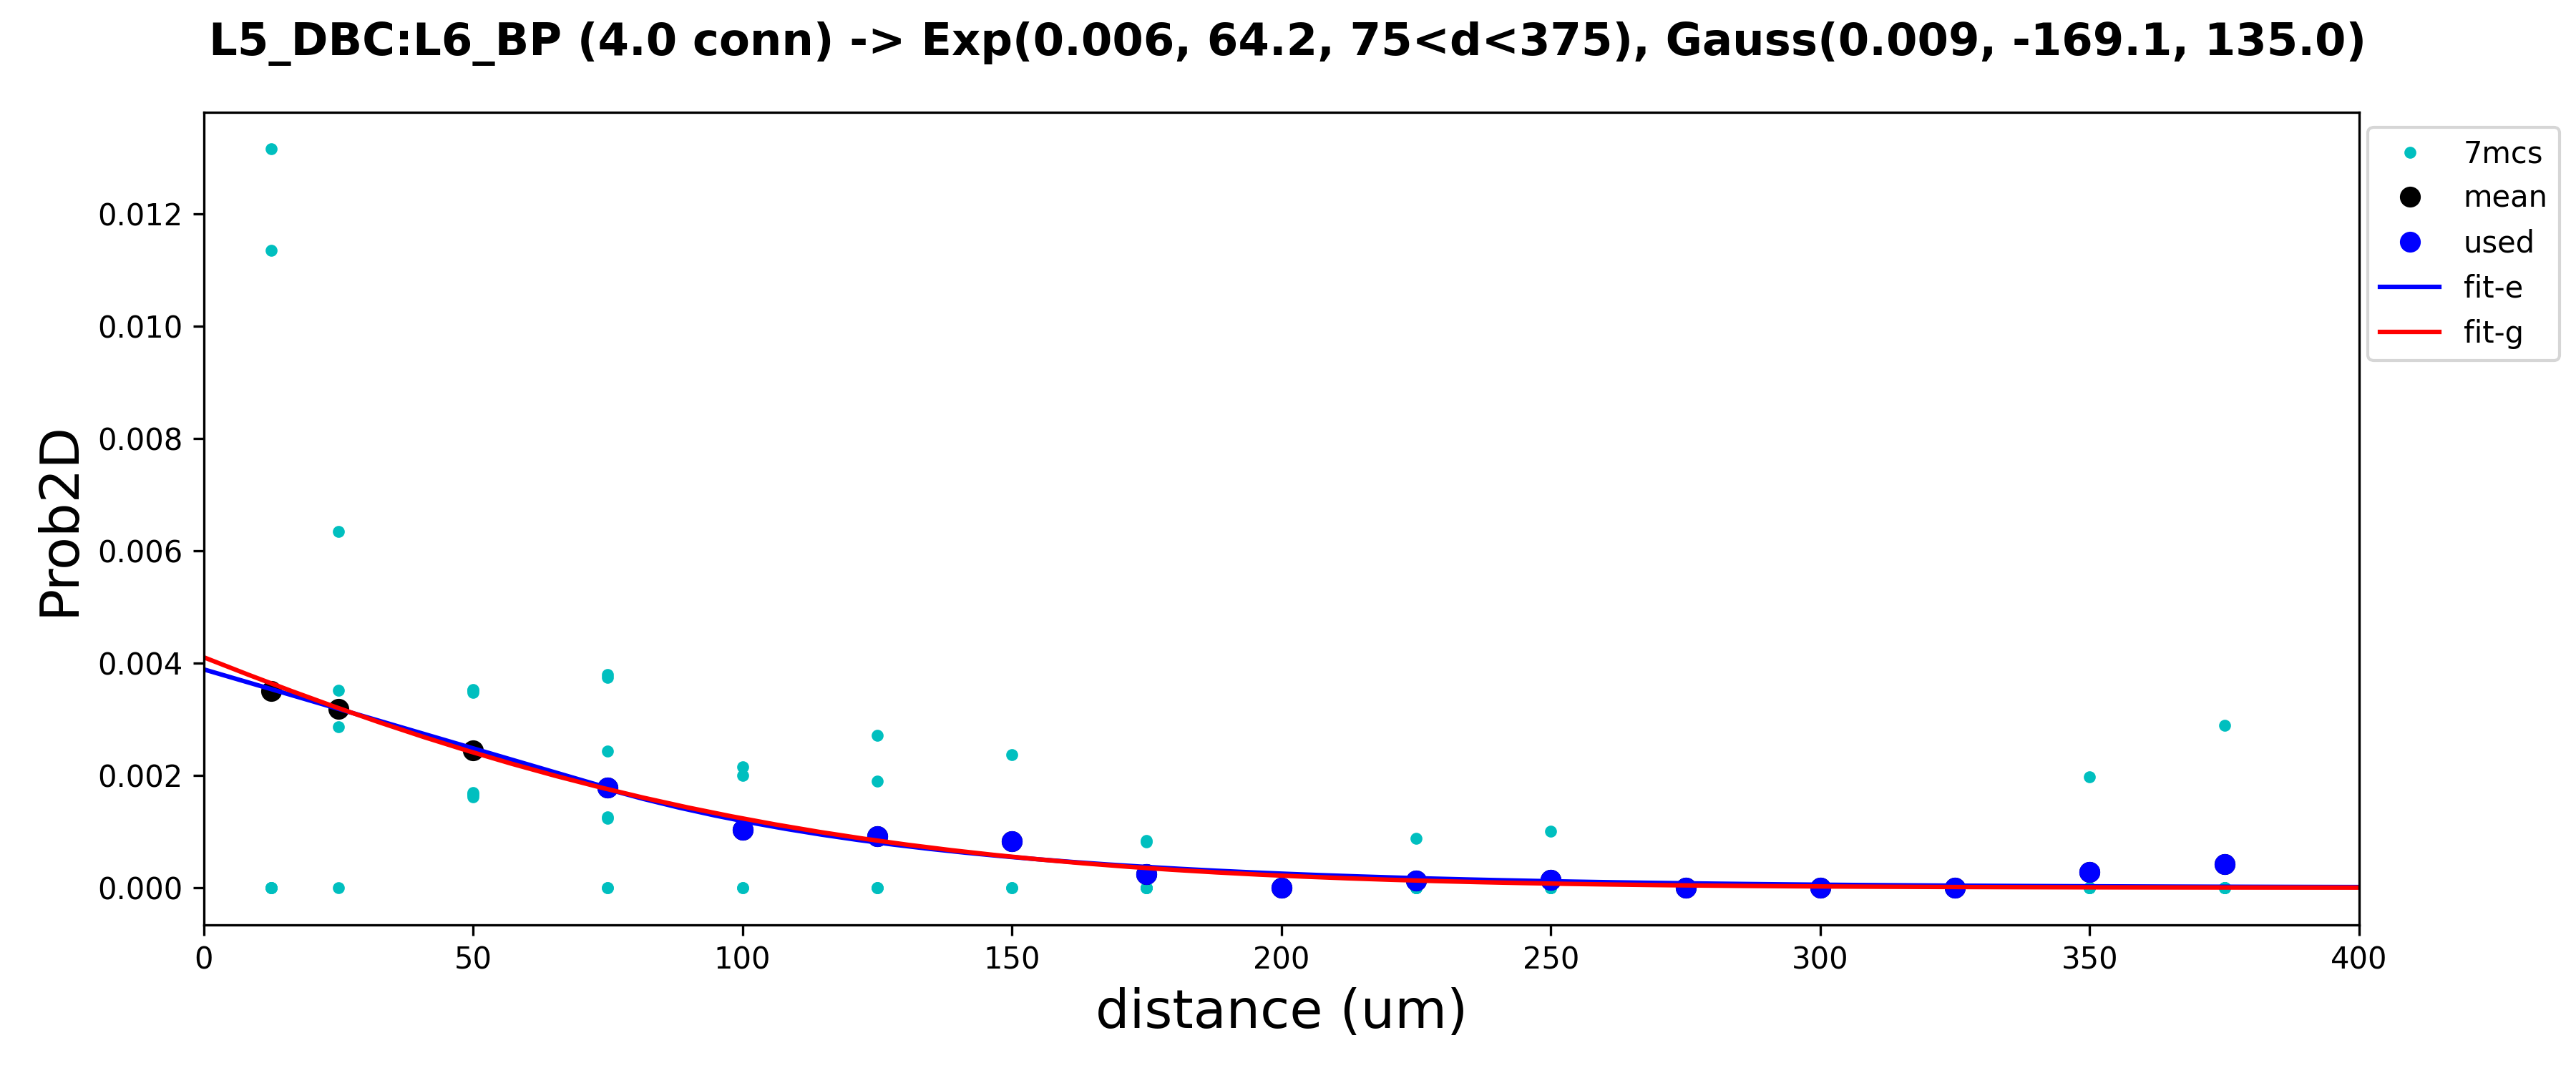 L5_DBC:L6_BP (4.0 conn) -> Exp(0.006, 64.2, 75<d<375), Gauss(0.009, -169.1, 135.0)
7mcs
mean
used
fit-e
fit-g
Prob2D
0.012
0.010
0.008
0.006
0.004
0.002
0.000
0 50 100 150 200 250 300 350 400
distance (um)